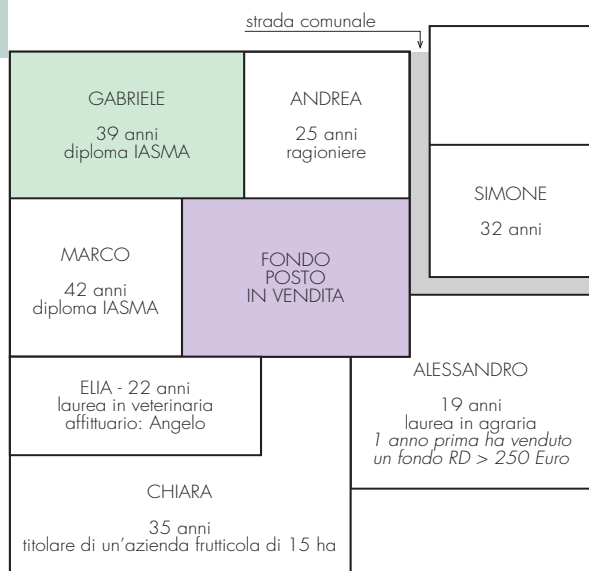 strada comunale
GABRIELE
39 anni
diploma IASMA
ANDREA
25 anni
ragioniere
SIMONE
32 anni
MARCO
42 anni
diploma IASMA
FONDO
POSTO
IN VENDITA
ELIA - 22 anni
laurea in veterinaria
affittuario: Angelo
ALESSANDRO
19 anni
laurea in agraria
1 anno prima ha venduto
un fondo RD > 250 Euro
CHIARA
35 anni
titolare di un'azienda frutticola di 15 ha